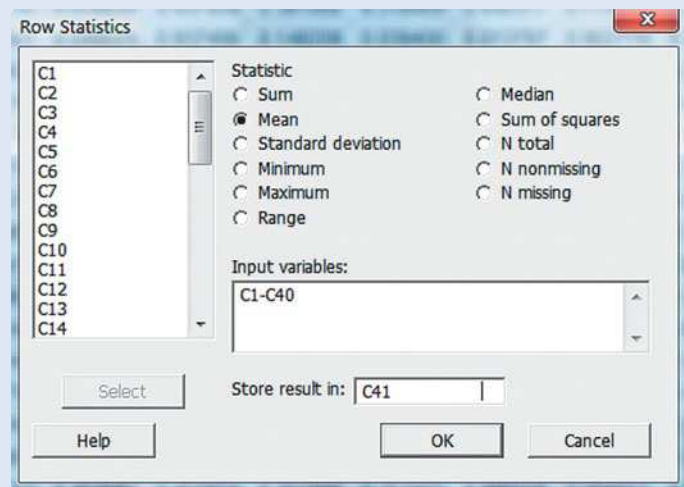 Row Statistics
C1
C2
C3
C4
C5
C6
C7
C8
C9
C10
C11
C12
C13
C14
Statistic
Sum
Mean
Standard deviation
Minimum
Maximum
Range
Median
Sum of squares
N total
N nonmissing
N missing
Input variables:
C1-C40
Select
Store result in: C41
Help
OK
Cancel